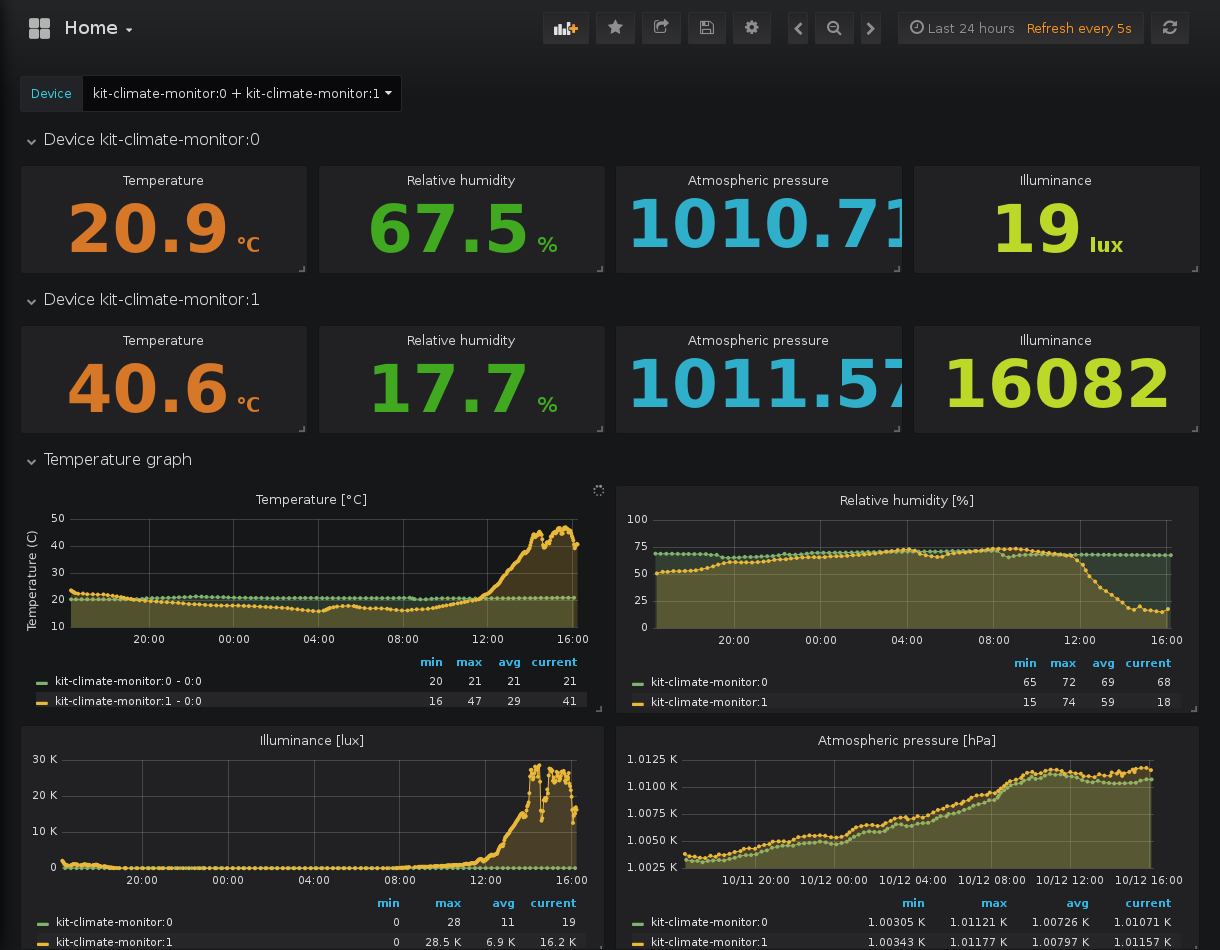 Home
Last 24 hours Refresh every 5s
Device kit-climate-monitor:0 + kit-climate-monitor:1
Device kit-climate-monitor:0
Temperature Relative humidity Atmospheric pressure Illuminance
20.9 °C 67.5 % 1010.71 19 lux
Device kit-climate-monitor:1
Temperature Relative humidity Atmospheric pressure Illuminance
40.6 °C 17.7 % 1011.57 16082
Temperature graph
Temperature [°C]
Temperature (C)
50
40
30
20
10
20:00 00:00 04:00 08:00 12:00 16:00
min max avg current
kit-climate-monitor:0 - 0:0 20 21 21 21
kit-climate-monitor:1 - 0:0 16 47 29 41
Relative humidity [%]
100
75
50
25
0
20:00 00:00 04:00 08:00 12:00 16:00
min max avg current
kit-climate-monitor:0 65 72 69 68
kit-climate-monitor:1 15 74 59 18
Illuminance [lux]
30 K
20 K
10 K
0
20:00 00:00 04:00 08:00 12:00 16:00
min max avg current
kit-climate-monitor:0 0 28 11 19
kit-climate-monitor:1 0 28.5 K 6.9 K 16.2 K
Atmospheric pressure [hPa]
1.0125 K
1.0100 K
1.0075 K
1.0050 K
1.0025 K
10/11 20:00 10/12 00:00 10/12 04:00 10/12 08:00 10/12 12:00 10/12 16:00
min max avg current
kit-climate-monitor:0 1.00305 K 1.01121 K 1.00726 K 1.01071 K
kit-climate-monitor:1 1.00343 K 1.01177 K 1.00797 K 1.01157 K